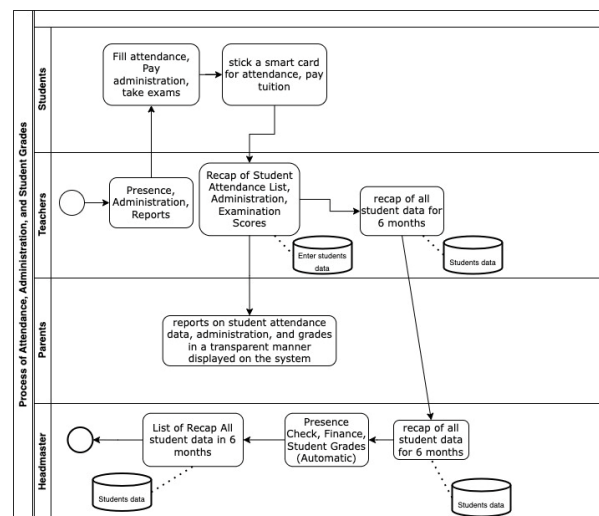 Process of Attendance, Administration, and Student Grades
Students
Fill attendance,
Pay
administration,
take exams
stick a smart card
for attendance, pay
tuition
Teachers
Presence,
Administration,
Reports
Recap of Student
Attendance List,
Administration,
Examination
Scores
recap of all
student data for
6 months
Enter students
data
Students data
Parents
reports on student attendance
data, administration, and grades
in a transparent manner
displayed on the system
Headmaster
List of Recap All
student data in 6
months
Presence
Check, Finance,
Student Grades
(Automatic)
recap of all
student data
for 6 months
Students data
Students data